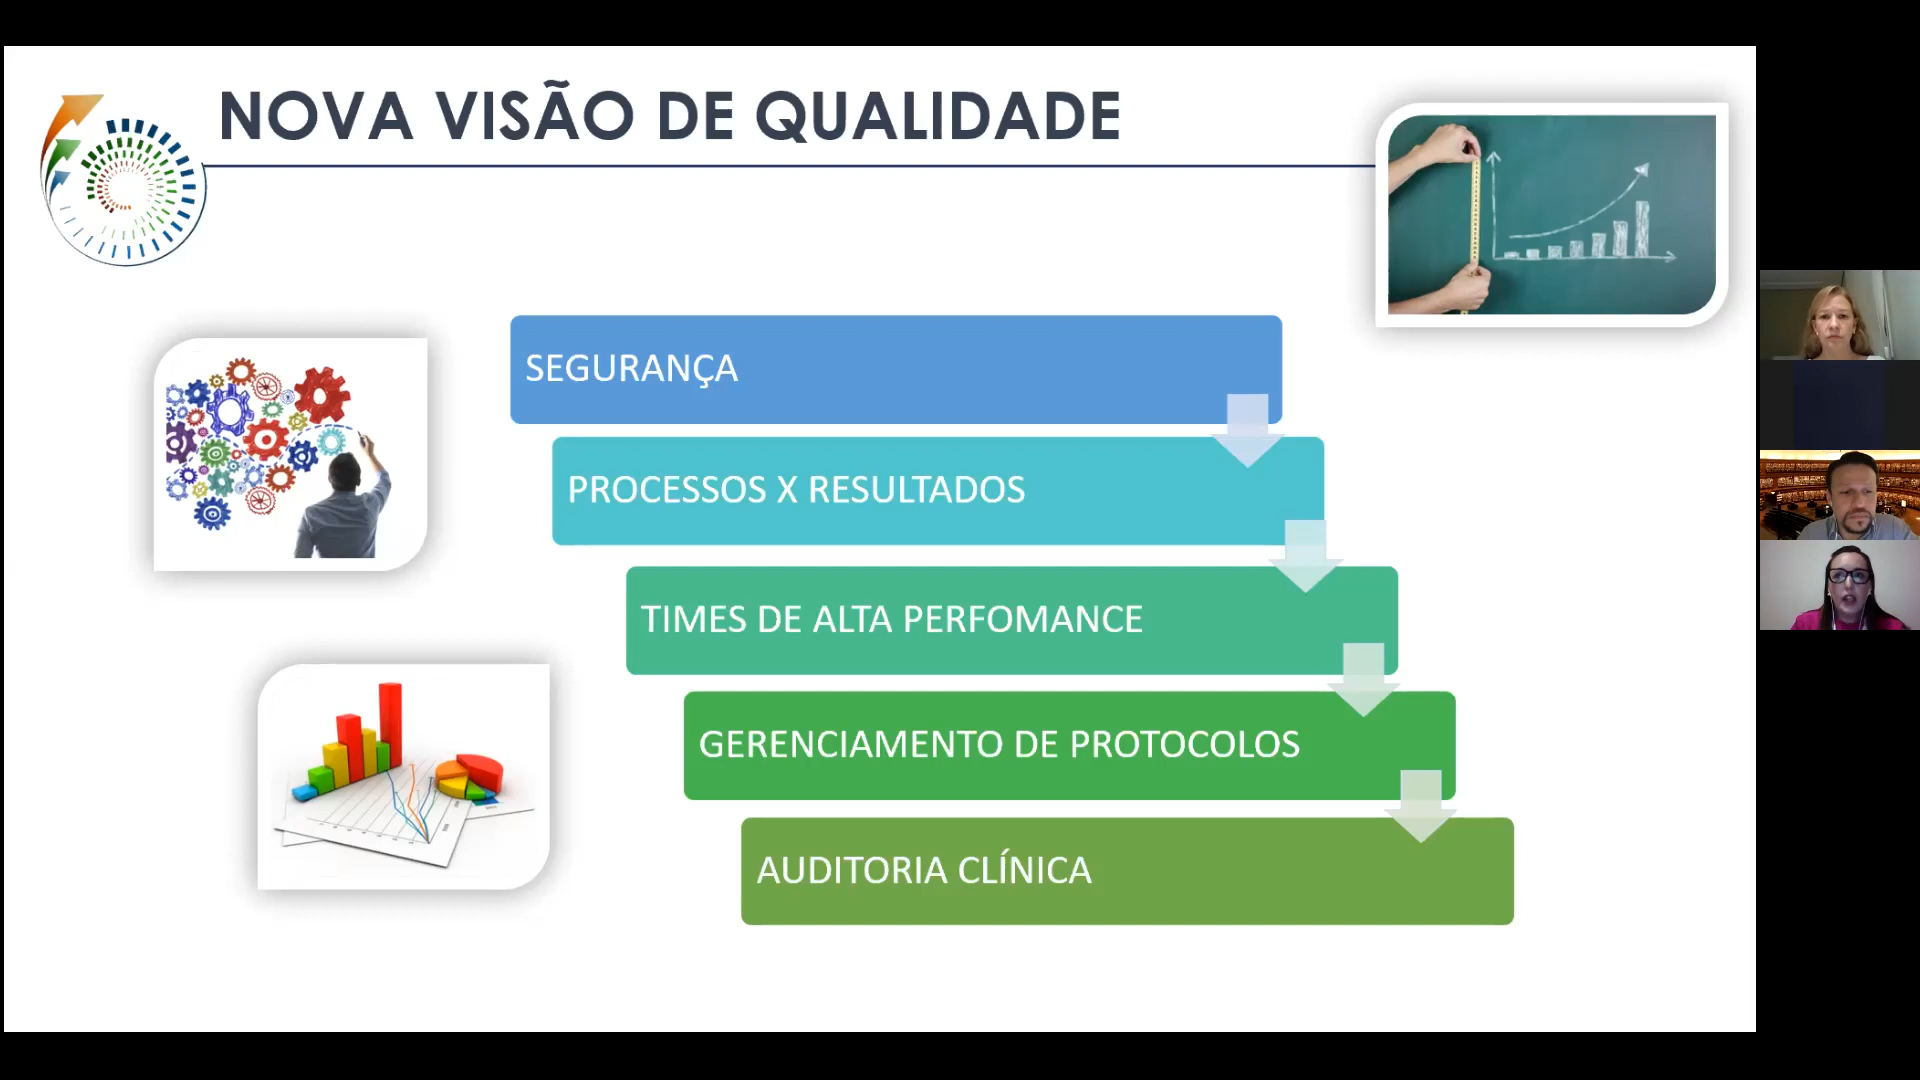 NOVA VISÃO DE QUALIDADE
SEGURANÇA
PROCESSOS X RESULTADOS
TIMES DE ALTA PERFOMANCE
GERENCIAMENTO DE PROTOCOLOS
AUDITORIA CLÍNICA